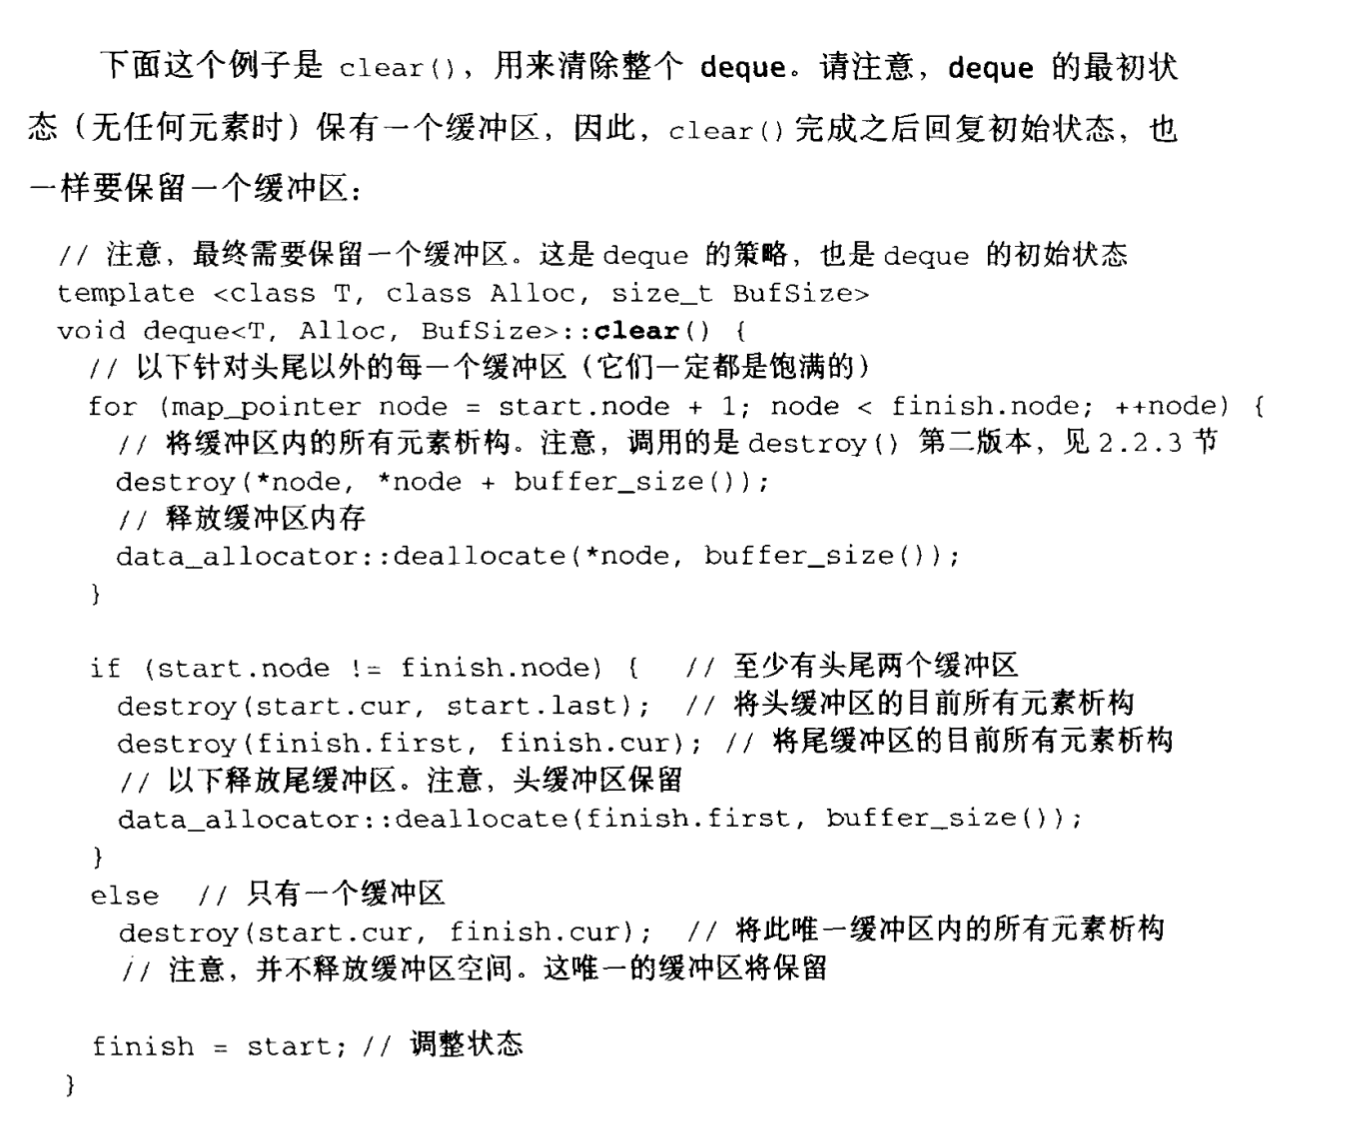 下面这个例子是 clear()，用来清除整个 deque。请注意，deque 的最初状
态（无任何元素时）保有一个缓冲区，因此，clear()完成之后回复初始状态，也
一样要保留一个缓冲区：
// 注意，最终需要保留一个缓冲区。这是 deque 的策略，也是 deque 的初始状态
template <class T, class Alloc, size_t BufSize>
void deque<T, Alloc, BufSize>::clear() {
  // 以下针对头尾以外的每一个缓冲区（它们一定都是饱满的）
  for (map_pointer node = start.node + 1; node < finish.node; ++node) {
    // 将缓冲区内的所有元素析构。注意，调用的是 destroy() 第二版本，见 2.2.3 节
    destroy(*node, *node + buffer_size());
    // 释放缓冲区内存
    data_allocator::deallocate(*node, buffer_size());
  }
  if (start.node != finish.node) {   // 至少有头尾两个缓冲区
    destroy(start.cur, start.last);  // 将头缓冲区的目前所有元素析构
    destroy(finish.first, finish.cur); // 将尾缓冲区的目前所有元素析构
    // 以下释放尾缓冲区。注意，头缓冲区保留
    data_allocator::deallocate(finish.first, buffer_size());
  }
  else  // 只有一个缓冲区
    destroy(start.cur, finish.cur);  // 将此唯一缓冲区内的所有元素析构
    // 注意，并不释放缓冲区空间。这唯一的缓冲区将保留
  finish = start; // 调整状态
}